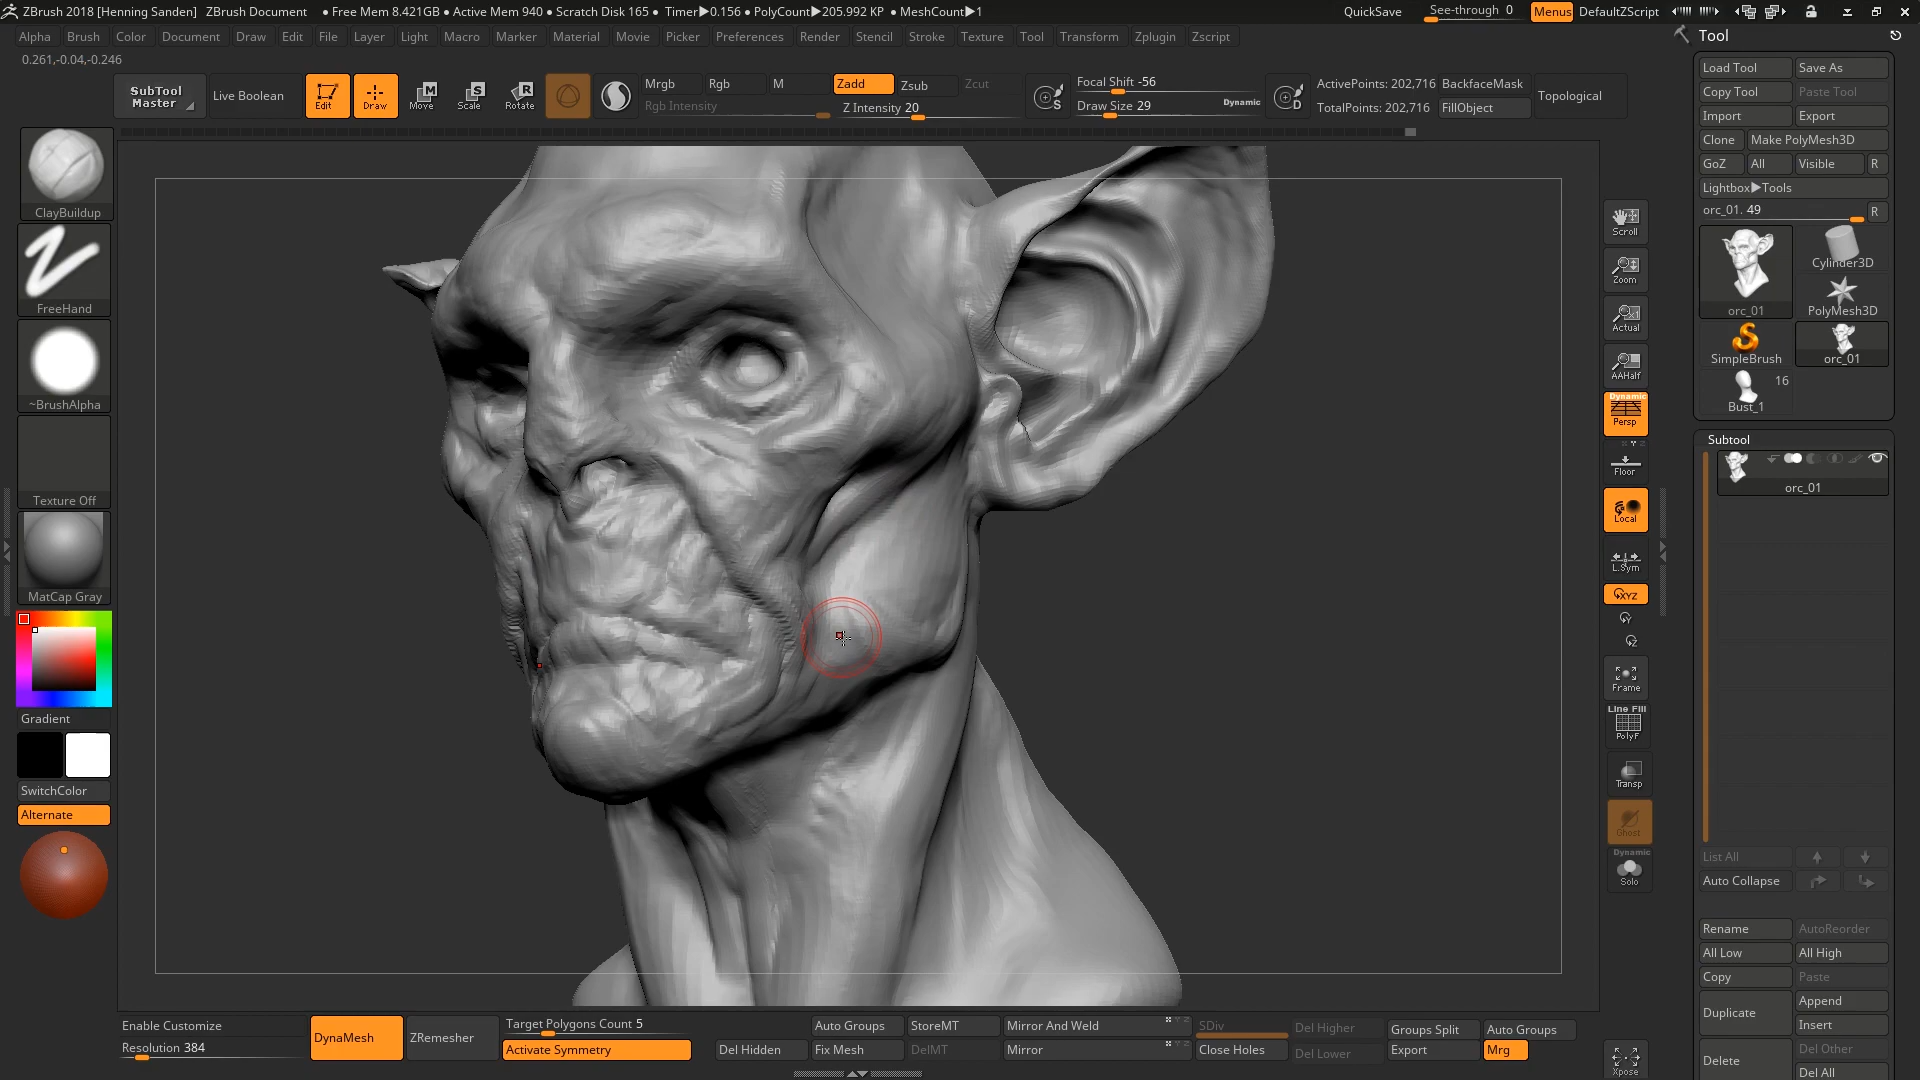 ZBrush 2018 [Henning Sanden] ZBrush Document • Free Mem 8.421GB • Active Mem 940 • Scratch Disk 165 • Timer▶0.156 • PolyCount▶205.992 KP • MeshCount▶1 QuickSave See-through 0 Menus DefaultZScript
Alpha Brush Color Document Draw Edit File Layer Light Macro Marker Material Movie Picker Preferences Render Stencil Stroke Texture Tool Transform Zplugin Zscript
0.261,-0.04,-0.246
SubTool Master
Live Boolean
Edit
Draw
Move
Scale
Rotate
Mrgb Rgb M Zadd Zsub Zcut
Rgb Intensity Z Intensity 20
S
Focal Shift -56
Draw Size 29 Dynamic
D
ActivePoints: 202,716 BackfaceMask
TotalPoints: 202,716 FillObject
Topological
ClayBuildup
FreeHand
~BrushAlpha
Texture Off
MatCap Gray
Gradient
SwitchColor
Alternate
Scroll
Zoom
Actual
AAHalf
Dynamic
Persp
Floor
Local
L.Sym
XYZ
Y
Z
Frame
Line Fill
PolyF
Transp
Ghost
Dynamic
Solo
Xpose
Tool
Load Tool Save As
Copy Tool Paste Tool
Import Export
Clone Make PolyMesh3D
GoZ All Visible R
Lightbox▶Tools
orc_01. 49 R
orc_01
Cylinder3D
PolyMesh3D
SimpleBrush
orc_01
16
Bust_1
Subtool
orc_01
List All
Auto Collapse
Rename AutoReorder
All Low All High
Copy Paste
Duplicate Append
Insert
Delete Del Other
Del All
Enable Customize
Resolution 384
DynaMesh
ZRemesher
Target Polygons Count 5
Activate Symmetry
Del Hidden
Auto Groups StoreMT Mirror And Weld
Fix Mesh DelMT Mirror
SDiv Del Higher
Close Holes Del Lower
Groups Split Auto Groups
Export Mrg